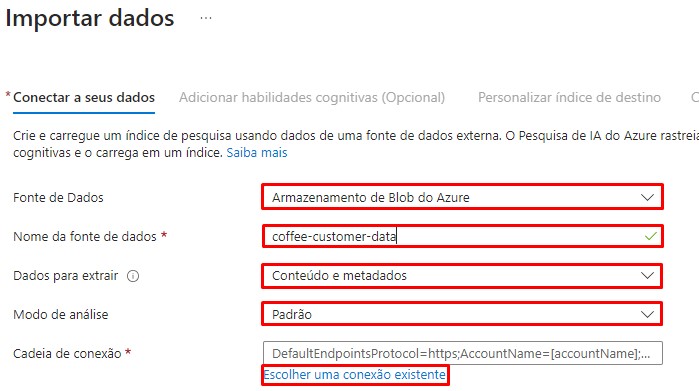 Importar dados ...
* Conectar a seus dados Adicionar habilidades cognitivas (Opcional) Personalizar índice de destino C
Crie e carregue um índice de pesquisa usando dados de uma fonte de dados externa. O Pesquisa de IA do Azure rastreia
cognitivas e o carrega em um índice. Saiba mais
Fonte de Dados Armazenamento de Blob do Azure
Nome da fonte de dados * coffee-customer-data
Dados para extrair Conteúdo e metadados
Modo de análise Padrão
Cadeia de conexão * DefaultEndpointsProtocol=https;AccountName=[accountName];...
Escolher uma conexão existente